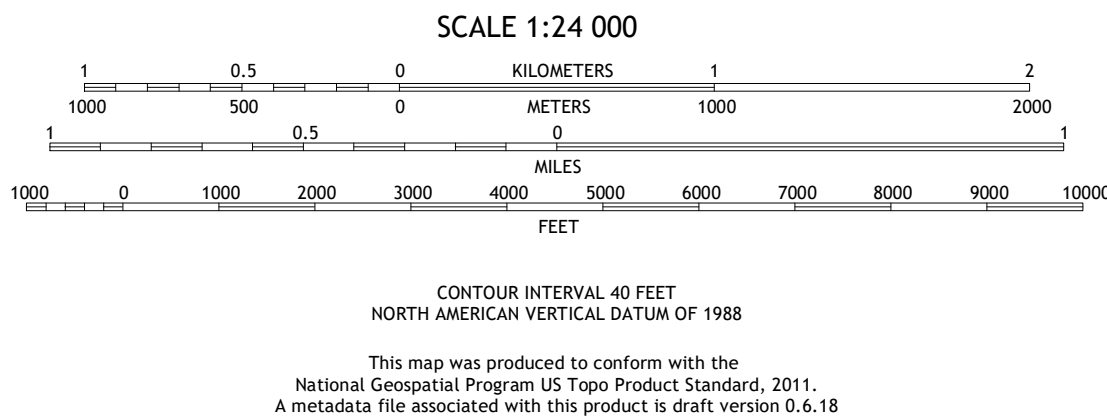 SCALE 1:24 000
1 0.5 0 KILOMETERS 1 2
1000 500 0 METERS 1000 2000
1 0.5 0 1
MILES
1000 0 1000 2000 3000 4000 5000 6000 7000 8000 9000 10000
FEET
CONTOUR INTERVAL 40 FEET
NORTH AMERICAN VERTICAL DATUM OF 1988
This map was produced to conform with the
National Geospatial Program US Topo Product Standard, 2011.
A metadata file associated with this product is draft version 0.6.18